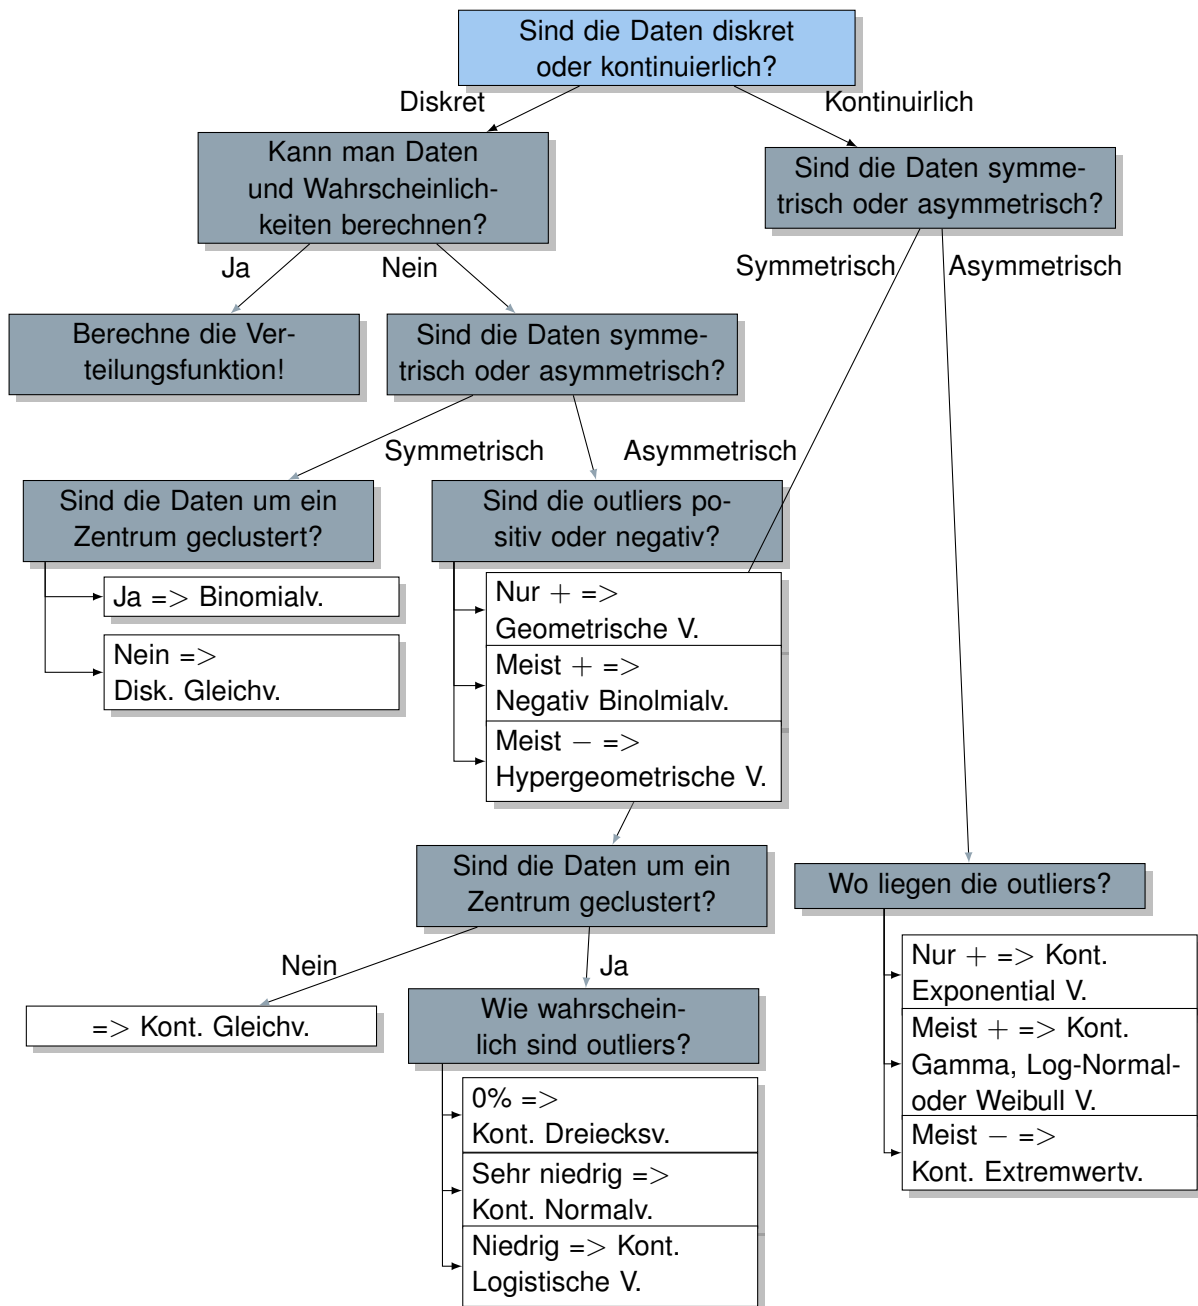 Sind die Daten diskret
oder kontinuierlich?
Diskret
Kontinuirlich
Kann man Daten
und Wahrscheinlich-
keiten berechnen?
Sind die Daten symme-
trisch oder asymmetrisch?
Ja
Nein
Symmetrisch
Asymmetrisch
Berechne die Ver-
teilungsfunktion!
Sind die Daten symme-
trisch oder asymmetrisch?
Symmetrisch
Asymmetrisch
Sind die Daten um ein
Zentrum geclustert?
Sind die outliers po-
sitiv oder negativ?
Ja => Binomialv.
Nein =>
Disk. Gleichv.
Nur + =>
Geometrische V.
Meist + =>
Negativ Binolmialv.
Meist − =>
Hypergeometrische V.
Sind die Daten um ein
Zentrum geclustert?
Wo liegen die outliers?
Nein
Ja
=> Kont. Gleichv.
Wie wahrschein-
lich sind outliers?
Nur + => Kont.
Exponential V.
Meist + => Kont.
Gamma, Log-Normal-
oder Weibull V.
Meist − =>
Kont. Extremwertv.
0% =>
Kont. Dreiecksv.
Sehr niedrig =>
Kont. Normalv.
Niedrig => Kont.
Logistische V.